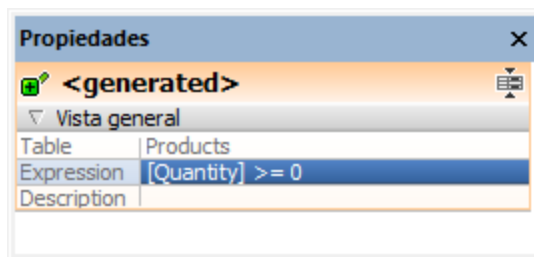 Propiedades
<generated>
Vista general
Table Products
Expression [Quantity] >= 0
Description